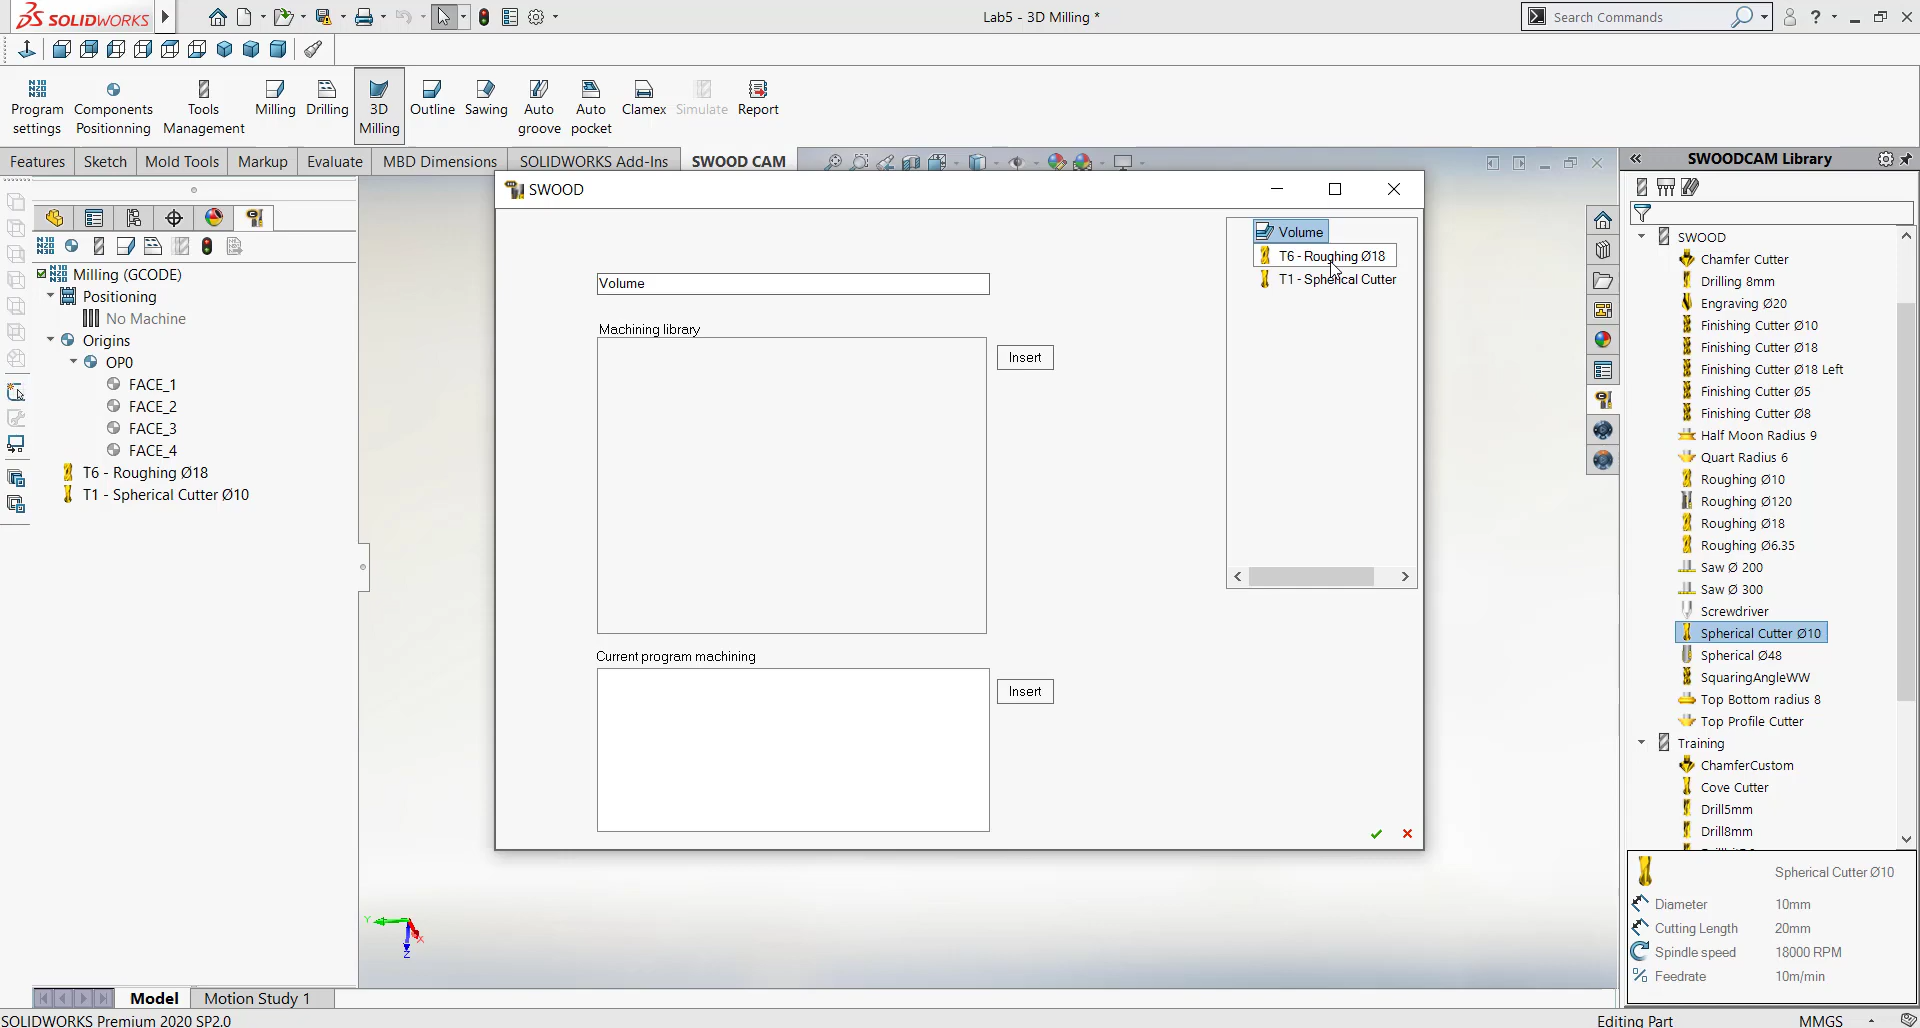 SOLIDWORKS
Lab5 - 3D Milling *
Search Commands
?
Program settings
Components Positionning
Tools Management
Milling
Drilling
3D Milling
Outline
Sawing
Auto groove
Auto pocket
Clamex
Simulate
Report
Features
Sketch
Mold Tools
Markup
Evaluate
MBD Dimensions
SOLIDWORKS Add-Ins
SWOOD CAM
Milling (GCODE)
Positioning
No Machine
Origins
OP0
FACE_1
FACE_2
FACE_3
FACE_4
T6 - Roughing Ø18
T1 - Spherical Cutter Ø10
SWOOD
Volume
Machining library
Insert
Current program machining
Insert
Volume
T6 - Roughing Ø18
T1 - Spherical Cutter
SWOODCAM Library
SWOOD
Chamfer Cutter
Drilling 8mm
Engraving Ø20
Finishing Cutter Ø10
Finishing Cutter Ø18
Finishing Cutter Ø18 Left
Finishing Cutter Ø5
Finishing Cutter Ø8
Half Moon Radius 9
Quart Radius 6
Roughing Ø10
Roughing Ø120
Roughing Ø18
Roughing Ø6.35
Saw Ø 200
Saw Ø 300
Screwdriver
Spherical Cutter Ø10
Spherical Ø48
SquaringAngleWW
Top Bottom radius 8
Top Profile Cutter
Training
ChamferCustom
Cove Cutter
Drill5mm
Drill8mm
Spherical Cutter Ø10
Diameter 10mm
Cutting Length 20mm
Spindle speed 18000 RPM
Feedrate 10m/min
Y
X
Z
Model
Motion Study 1
SOLIDWORKS Premium 2020 SP2.0
Editing Part
MMGS